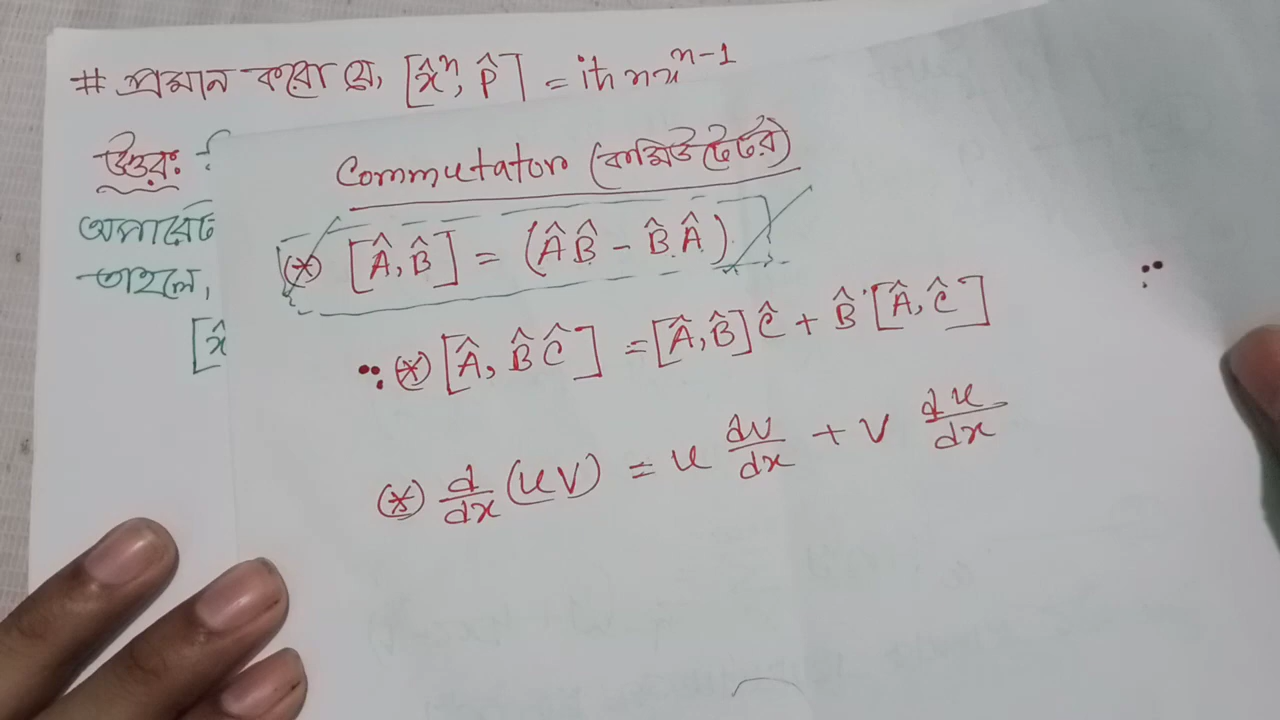 # প্রমান করো যে, [x̂ⁿ, p̂] = iħ n xⁿ⁻¹
উত্তরঃ
Commutator (কমিউটেটর)
অপারেট
(*) [Â, B̂] = (ÂB̂ - B̂.Â)
তাহলে,
[x̂
(*) [Â, B̂Ĉ] = [Â, B̂]Ĉ + B̂[Â, Ĉ]
(*) d/dx (uv) = u dv/dx + v du/dx